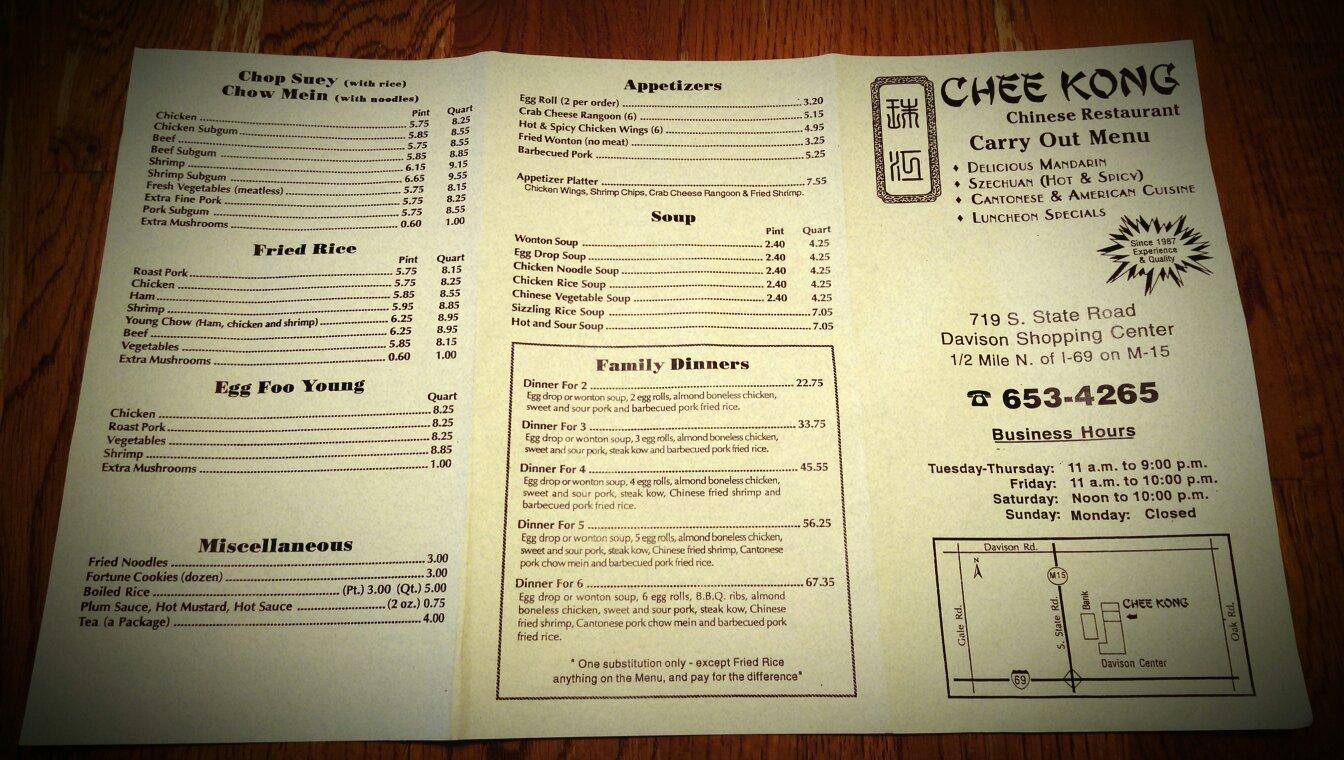 Chop Suey (with rice)
Chow Mein (with noodles)
Pint Quart
Chicken 5.75 8.25
Chicken Subgum 5.85 8.55
Beef 5.75 8.55
Beef Subgum 5.85 8.85
Shrimp 6.15 9.15
Shrimp Subgum 6.65 9.55
Fresh Vegetables (meatless) 5.75 8.15
Extra Fine Pork 5.75 8.25
Pork Subgum 5.75 8.55
Extra Mushrooms 0.60 1.00
Fried Rice
Pint Quart
Roast Pork 5.75 8.15
Chicken 5.75 8.25
Ham 5.85 8.55
Shrimp 5.95 8.85
Young Chow (Ham, chicken and shrimp) 6.25 8.95
Beef 6.25 8.95
Vegetables 5.85 8.15
Extra Mushrooms 0.60 1.00
Egg Foo Young
Quart
Chicken 8.25
Roast Pork 8.25
Vegetables 8.25
Shrimp 8.85
Extra Mushrooms 1.00
Miscellaneous
Fried Noodles 3.00
Fortune Cookies (dozen) 3.00
Boiled Rice (Pt.) 3.00 (Qt.) 5.00
Plum Sauce, Hot Mustard, Hot Sauce (2 oz.) 0.75
Tea (a Package) 4.00
Appetizers
Egg Roll (2 per order) 3.20
Crab Cheese Rangoon (6) 5.15
Hot & Spicy Chicken Wings (6) 4.95
Fried Wonton (no meat) 3.25
Barbecued Pork 5.25
Appetizer Platter 7.55
Chicken Wings, Shrimp Chips, Crab Cheese Rangoon & Fried Shrimp.
Soup
Pint Quart
Wonton Soup 2.40 4.25
Egg Drop Soup 2.40 4.25
Chicken Noodle Soup 2.40 4.25
Chicken Rice Soup 2.40 4.25
Chinese Vegetable Soup 2.40 4.25
Sizzling Rice Soup 7.05
Hot and Sour Soup 7.05
Family Dinners
Dinner For 2 22.75
Egg drop or wonton soup, 2 egg rolls, almond boneless chicken,
sweet and sour pork and barbecued pork fried rice.
Dinner For 3 33.75
Egg drop or wonton soup, 3 egg rolls, almond boneless chicken,
sweet and sour pork, steak kow and barbecued pork fried rice.
Dinner For 4 45.55
Egg drop or wonton soup, 4 egg rolls, almond boneless chicken,
sweet and sour pork, steak kow, Chinese fried shrimp and
barbecued pork fried rice.
Dinner For 5 56.25
Egg drop or wonton soup, 5 egg rolls, almond boneless chicken,
sweet and sour pork, steak kow, Chinese fried shrimp, Cantonese
pork chow mein and barbecued pork fried rice.
Dinner For 6 67.35
Egg drop or wonton soup, 6 egg rolls, B.B.Q. ribs, almond
boneless chicken, sweet and sour pork, steak kow, Chinese
fried shrimp, Cantonese pork chow mein and barbecued pork
fried rice.
" One substitution only - except Fried Rice
anything on the Menu, and pay for the difference"
CHEE KONG
Chinese Restaurant
Carry Out Menu
♦ Delicious Mandarin
♦ Szechuan (Hot & Spicy)
♦ Cantonese & American Cuisine
♦ Luncheon Specials
Since 1987
Experience
& Quality
719 S. State Road
Davison Shopping Center
1/2 Mile N. of I-69 on M-15
☎ 653-4265
Business Hours
Tuesday-Thursday: 11 a.m. to 9:00 p.m.
Friday: 11 a.m. to 10:00 p.m.
Saturday: Noon to 10:00 p.m.
Sunday: Monday: Closed
Davison Rd.
N
M15
Gale Rd.
S. State Rd.
Bank
CHEE KONG
Oak Rd.
Davison Center
69